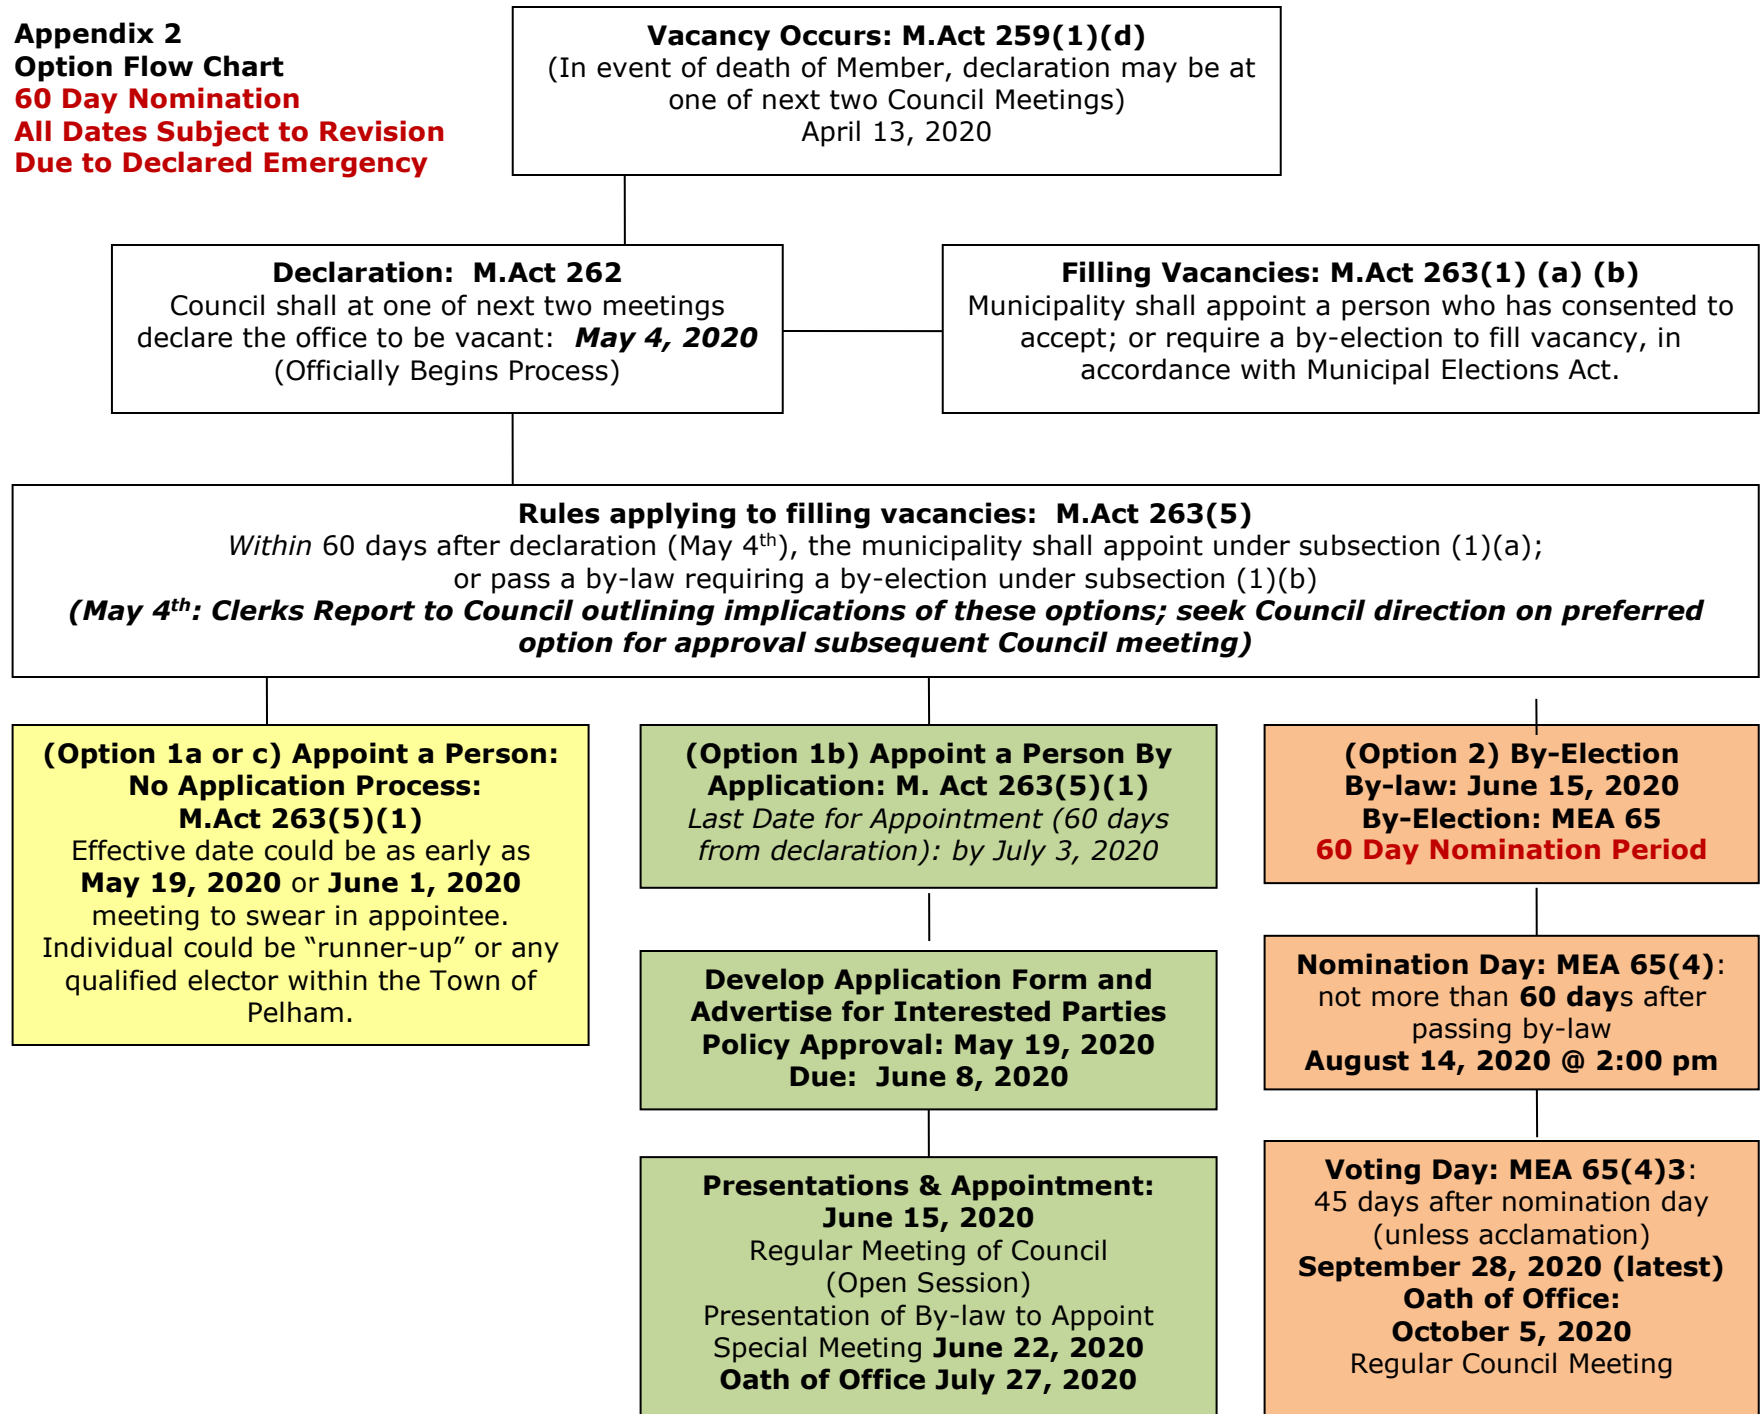 Appendix 2
Option Flow Chart
60 Day Nomination
All Dates Subject to Revision
Due to Declared Emergency
Vacancy Occurs: M.Act 259(1)(d)
(In event of death of Member, declaration may be at
one of next two Council Meetings)
April 13, 2020
Declaration:  M.Act 262
Council shall at one of next two meetings
declare the office to be vacant:  May 4, 2020
(Officially Begins Process)
Filling Vacancies: M.Act 263(1) (a) (b)
Municipality shall appoint a person who has consented to
accept; or require a by-election to fill vacancy, in
accordance with Municipal Elections Act.
Rules applying to filling vacancies:  M.Act 263(5)
Within 60 days after declaration (May 4th), the municipality shall appoint under subsection (1)(a);
or pass a by-law requiring a by-election under subsection (1)(b)
(May 4th: Clerks Report to Council outlining implications of these options; seek Council direction on preferred
option for approval subsequent Council meeting)
(Option 1a or c) Appoint a Person:
No Application Process:
M.Act 263(5)(1)
Effective date could be as early as
May 19, 2020 or June 1, 2020
meeting to swear in appointee.
Individual could be “runner-up” or any
qualified elector within the Town of
Pelham.
(Option 1b) Appoint a Person By
Application: M. Act 263(5)(1)
Last Date for Appointment (60 days
from declaration): by July 3, 2020
Develop Application Form and
Advertise for Interested Parties
Policy Approval: May 19, 2020
Due:  June 8, 2020
Presentations & Appointment:
June 15, 2020
Regular Meeting of Council
(Open Session)
Presentation of By-law to Appoint
Special Meeting June 22, 2020
Oath of Office July 27, 2020
(Option 2) By-Election
By-law: June 15, 2020
By-Election: MEA 65
60 Day Nomination Period
Nomination Day: MEA 65(4):
not more than 60 days after
passing by-law
August 14, 2020 @ 2:00 pm
Voting Day: MEA 65(4)3:
45 days after nomination day
(unless acclamation)
September 28, 2020 (latest)
Oath of Office:
October 5, 2020
Regular Council Meeting